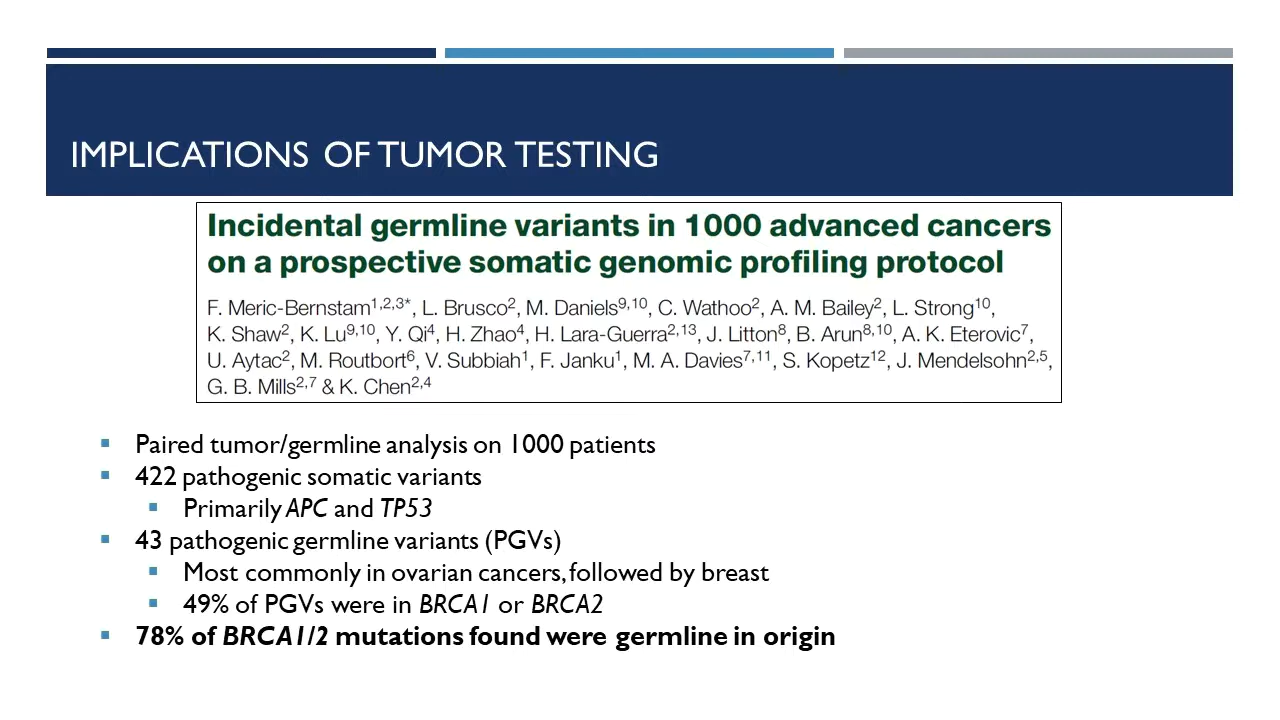 IMPLICATIONS OF TUMOR TESTING
Incidental germline variants in 1000 advanced cancers
on a prospective somatic genomic profiling protocol
F. Meric-Bernstam1,2,3*, L. Brusco2, M. Daniels9,10, C. Wathoo2, A. M. Bailey2, L. Strong10,
K. Shaw2, K. Lu9,10, Y. Qi4, H. Zhao4, H. Lara-Guerra2,13, J. Litton8, B. Arun8,10, A. K. Eterovic7,
U. Aytac2, M. Routbort6, V. Subbiah1, F. Janku1, M. A. Davies7,11, S. Kopetz12, J. Mendelsohn2,5,
G. B. Mills2,7 & K. Chen2,4
Paired tumor/germline analysis on 1000 patients
422 pathogenic somatic variants
Primarily APC and TP53
43 pathogenic germline variants (PGVs)
Most commonly in ovarian cancers, followed by breast
49% of PGVs were in BRCA1 or BRCA2
78% of BRCA1/2 mutations found were germline in origin